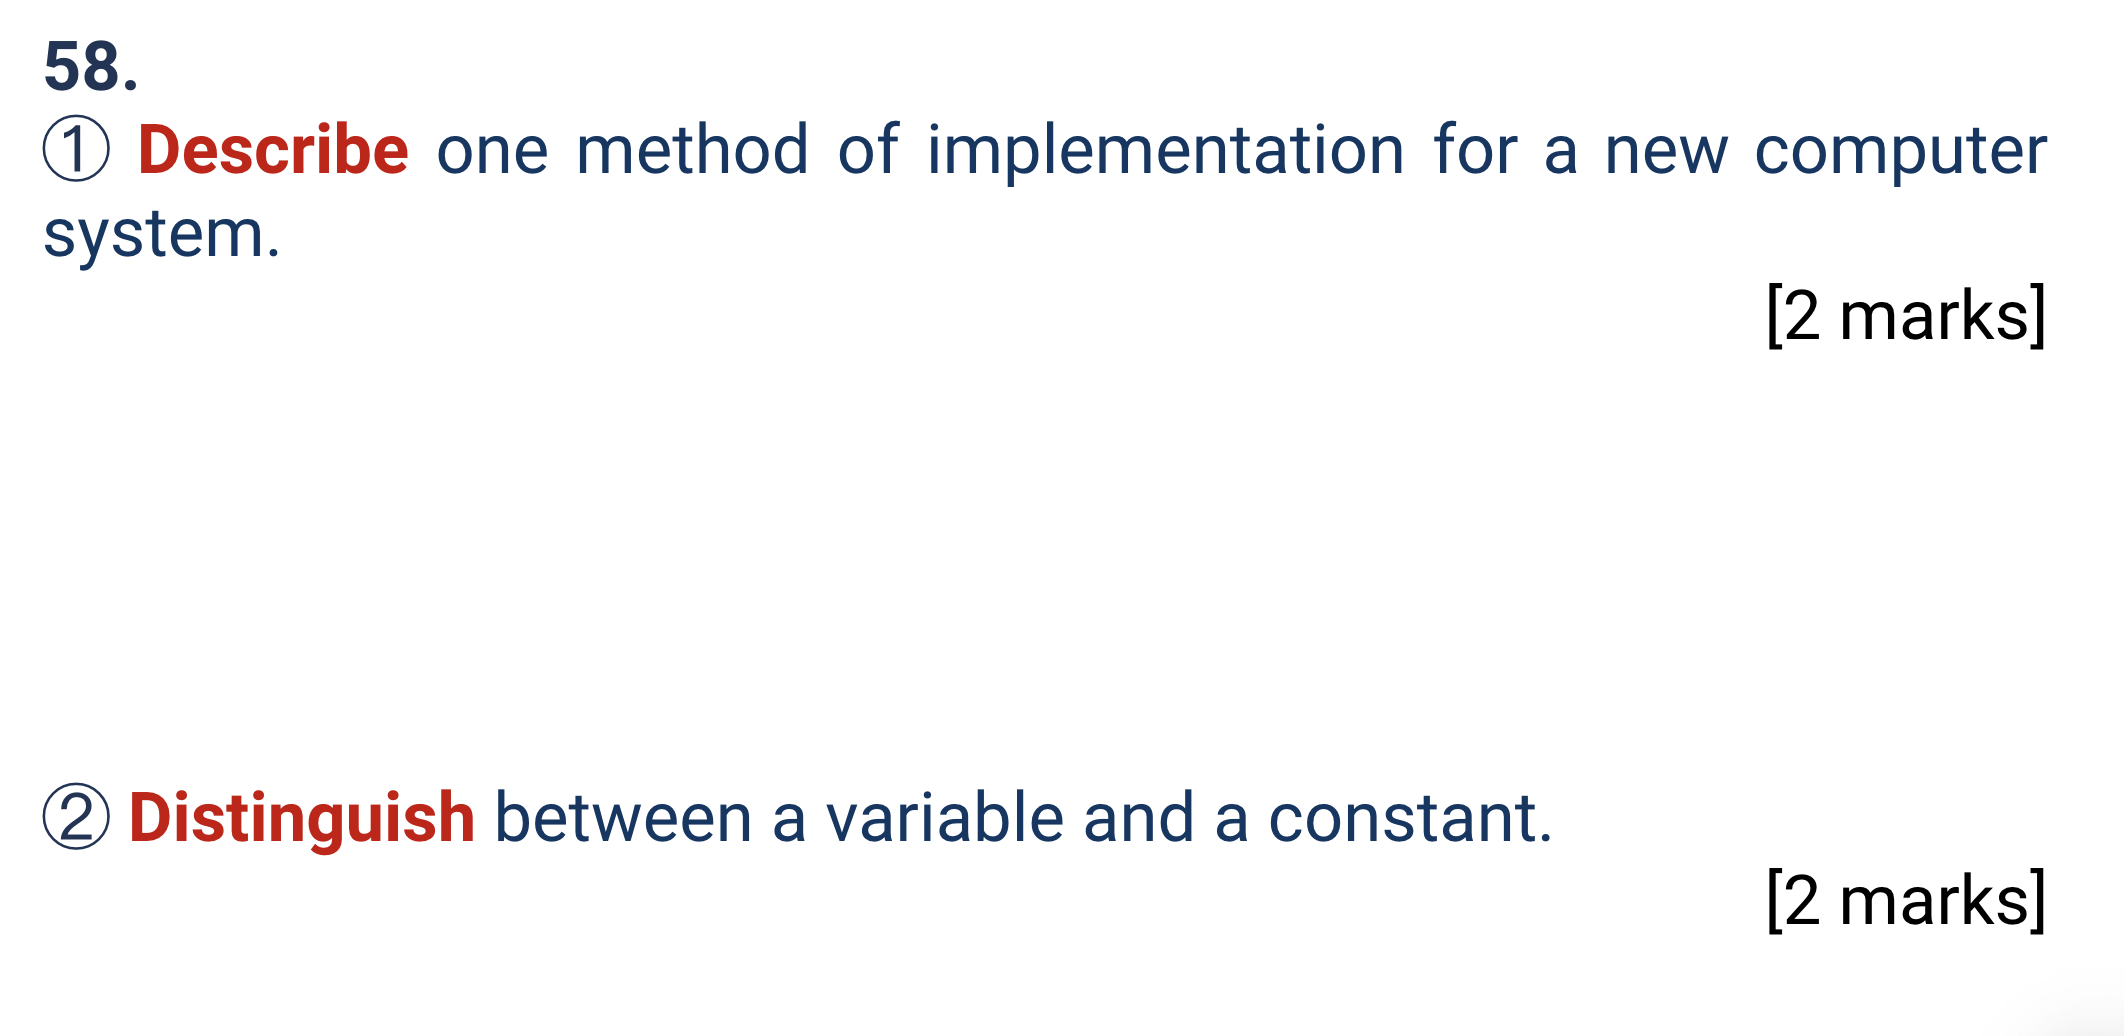 58.
① Describe one method of implementation for a new computer
system.
[2 marks]
② Distinguish between a variable and a constant.
[2 marks]